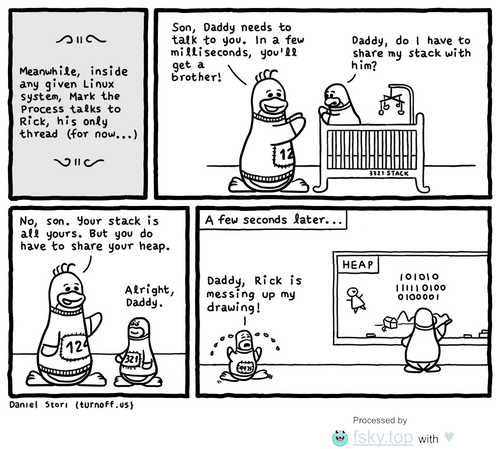 Meanwhile, inside
any given Linux
system, Mark the
Process talks to
Rick, his only
thread (for now...)
Son, Daddy needs to
talk to you. In a few
milliseconds, you'll
get a
brother!
Daddy, do I have to
share my stack with
him?
12
3321 STACK
No, son. Your stack is
all yours. But you do
have to share your heap.
Alright,
Daddy.
124
321
A few seconds later...
Daddy, Rick is
messing up my
drawing!
HEAP
101010
111110100
0100001
Daniel Stori {turnoff.us}
Processed by
fsky.top with ♥